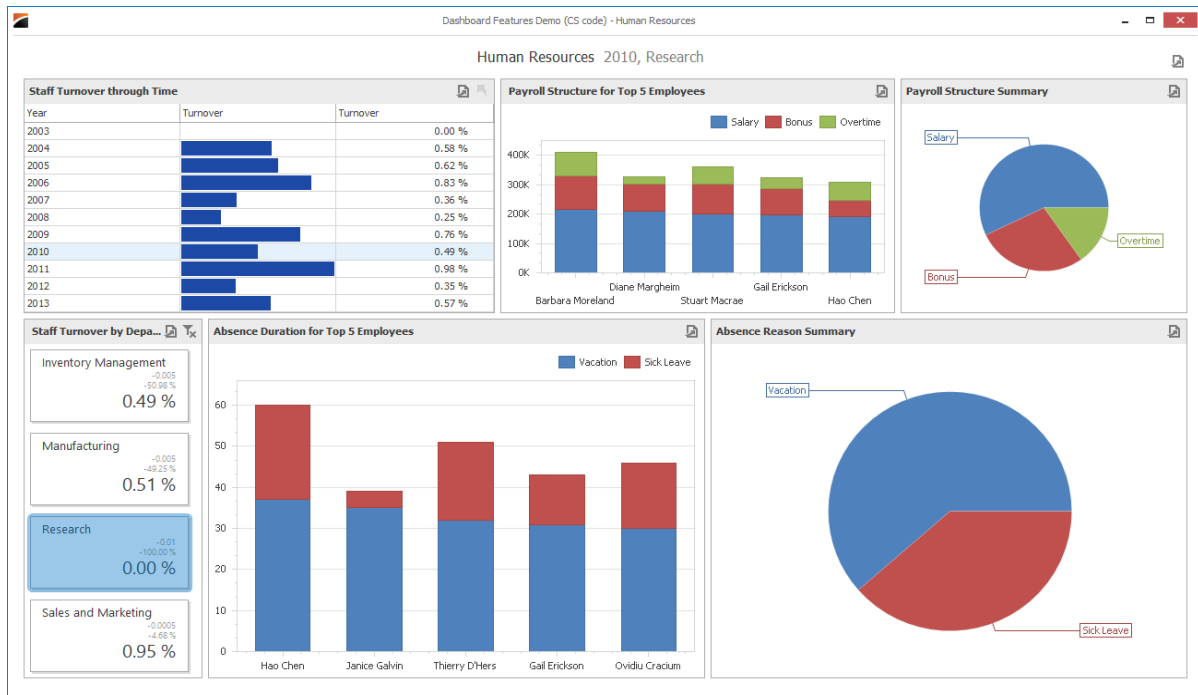 Dashboard Features Demo (CS code) - Human Resources
Human Resources 2010, Research
Staff Turnover through Time
Year Turnover Turnover
2003 0.00 %
2004 0.58 %
2005 0.62 %
2006 0.83 %
2007 0.36 %
2008 0.25 %
2009 0.76 %
2010 0.49 %
2011 0.98 %
2012 0.35 %
2013 0.57 %
Payroll Structure for Top 5 Employees
Salary Bonus Overtime
400K
300K
200K
100K
0K
Diane Margheim Gail Erickson
Barbara Moreland Stuart Macrae Hao Chen
Payroll Structure Summary
Salary
Overtime
Bonus
Staff Turnover by Depa...
Inventory Management
-0.005
-50.98 %
0.49 %
Manufacturing
-0.005
-49.25 %
0.51 %
Research
-0.01
-100.00 %
0.00 %
Sales and Marketing
-0.0005
-4.68 %
0.95 %
Absence Duration for Top 5 Employees
Vacation Sick Leave
60
50
40
30
20
10
0
Hao Chen Janice Galvin Thierry D'Hers Gail Erickson Ovidiu Cracium
Absence Reason Summary
Vacation
Sick Leave